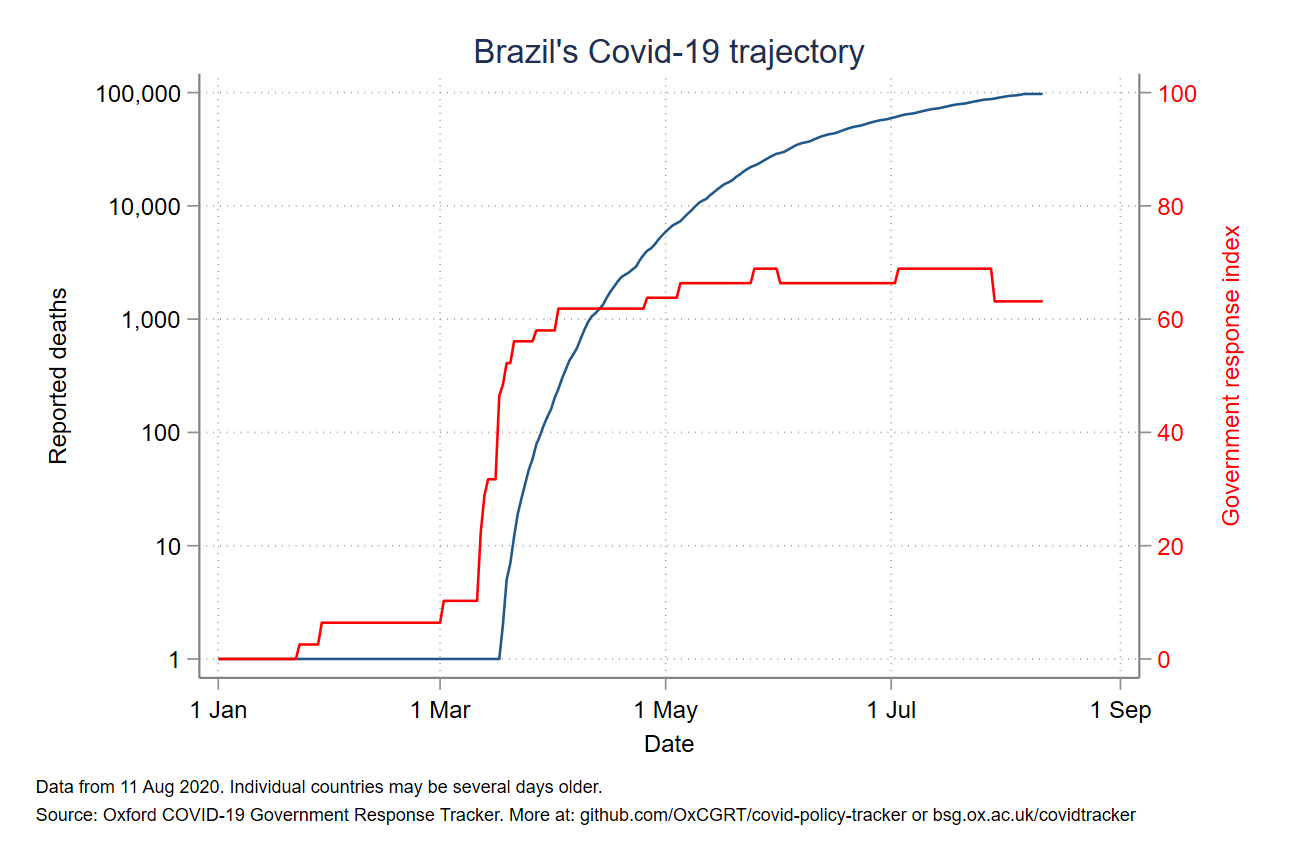 Brazil's Covid-19 trajectory
100,000
10,000
1,000
100
10
1
Reported deaths
100
80
60
40
20
0
Government response index
1 Jan
1 Mar
1 May
1 Jul
1 Sep
Date
Data from 11 Aug 2020. Individual countries may be several days older.
Source: Oxford COVID-19 Government Response Tracker. More at: github.com/OxCGRT/covid-policy-tracker or bsg.ox.ac.uk/covidtracker